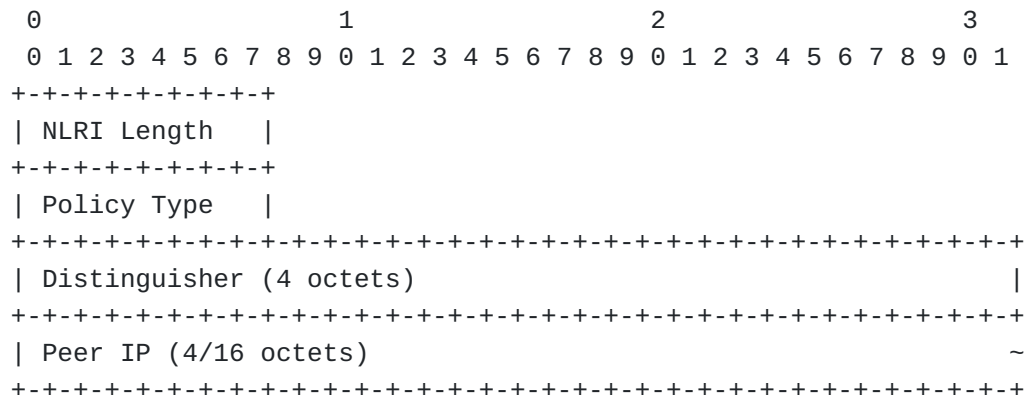 0                   1                   2                   3
 0 1 2 3 4 5 6 7 8 9 0 1 2 3 4 5 6 7 8 9 0 1 2 3 4 5 6 7 8 9 0 1
+-+-+-+-+-+-+-+-+
| NLRI Length   |
+-+-+-+-+-+-+-+-+
| Policy Type   |
+-+-+-+-+-+-+-+-+-+-+-+-+-+-+-+-+-+-+-+-+-+-+-+-+-+-+-+-+-+-+-+-+
| Distinguisher (4 octets)                                      |
+-+-+-+-+-+-+-+-+-+-+-+-+-+-+-+-+-+-+-+-+-+-+-+-+-+-+-+-+-+-+-+-+
| Peer IP (4/16 octets)                                         ~
+-+-+-+-+-+-+-+-+-+-+-+-+-+-+-+-+-+-+-+-+-+-+-+-+-+-+-+-+-+-+-+-+